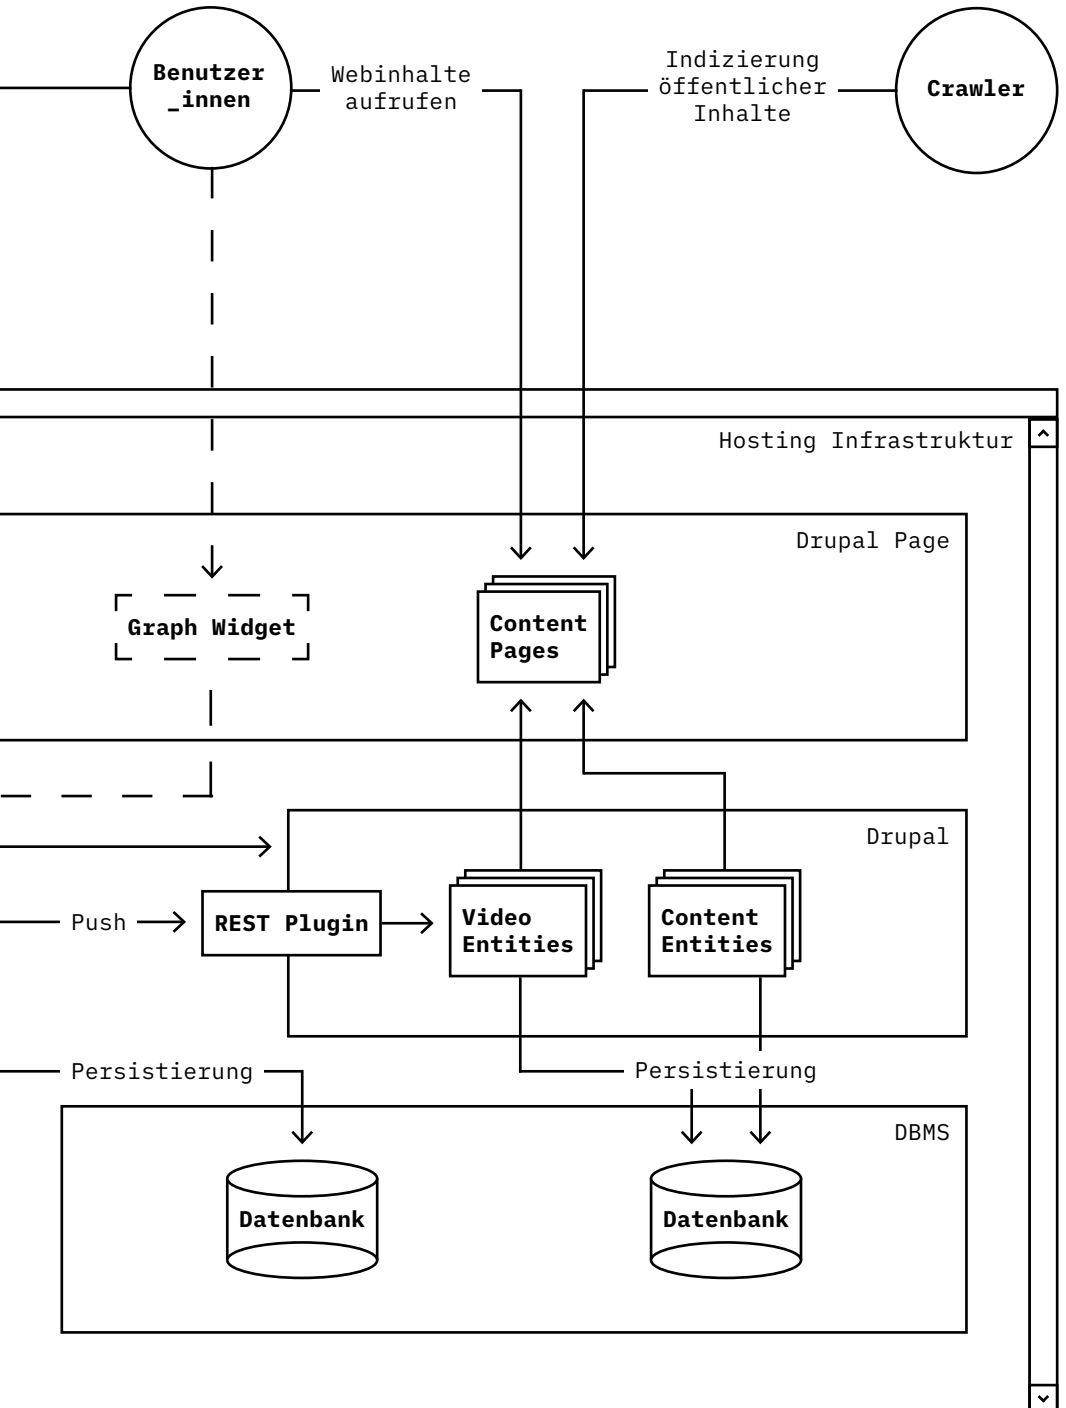 Benutzer
_innen
Webinhalte
aufrufen
Indizierung
öffentlicher
Inhalte
Crawler
Hosting Infrastruktur
Drupal Page
Graph Widget
Content
Pages
Drupal
Push
REST Plugin
Video
Entities
Content
Entities
Persistierung
Persistierung
DBMS
Datenbank
Datenbank